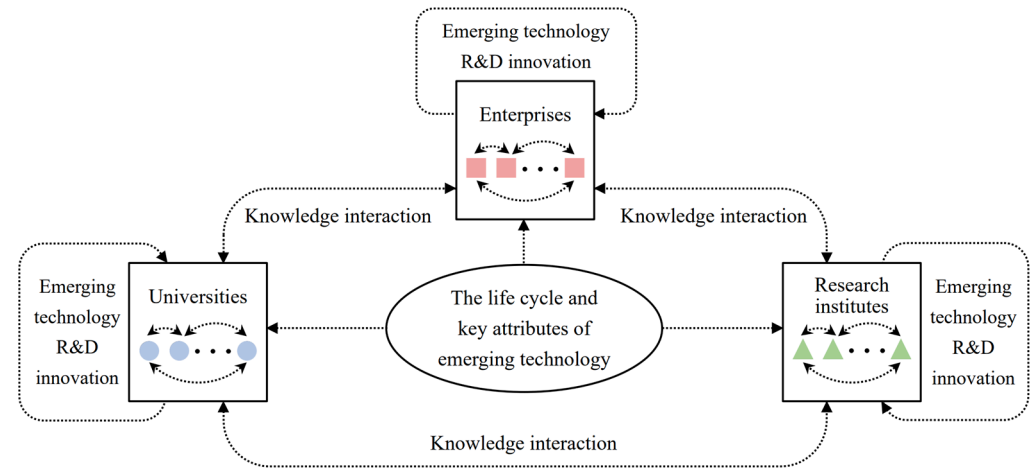 Emerging technology
R&D innovation
Enterprises
Knowledge interaction
Knowledge interaction
Emerging
technology
R&D
innovation
Universities
The life cycle and
key attributes of
emerging technology
Research
institutes
Emerging
technology
R&D
innovation
Knowledge interaction